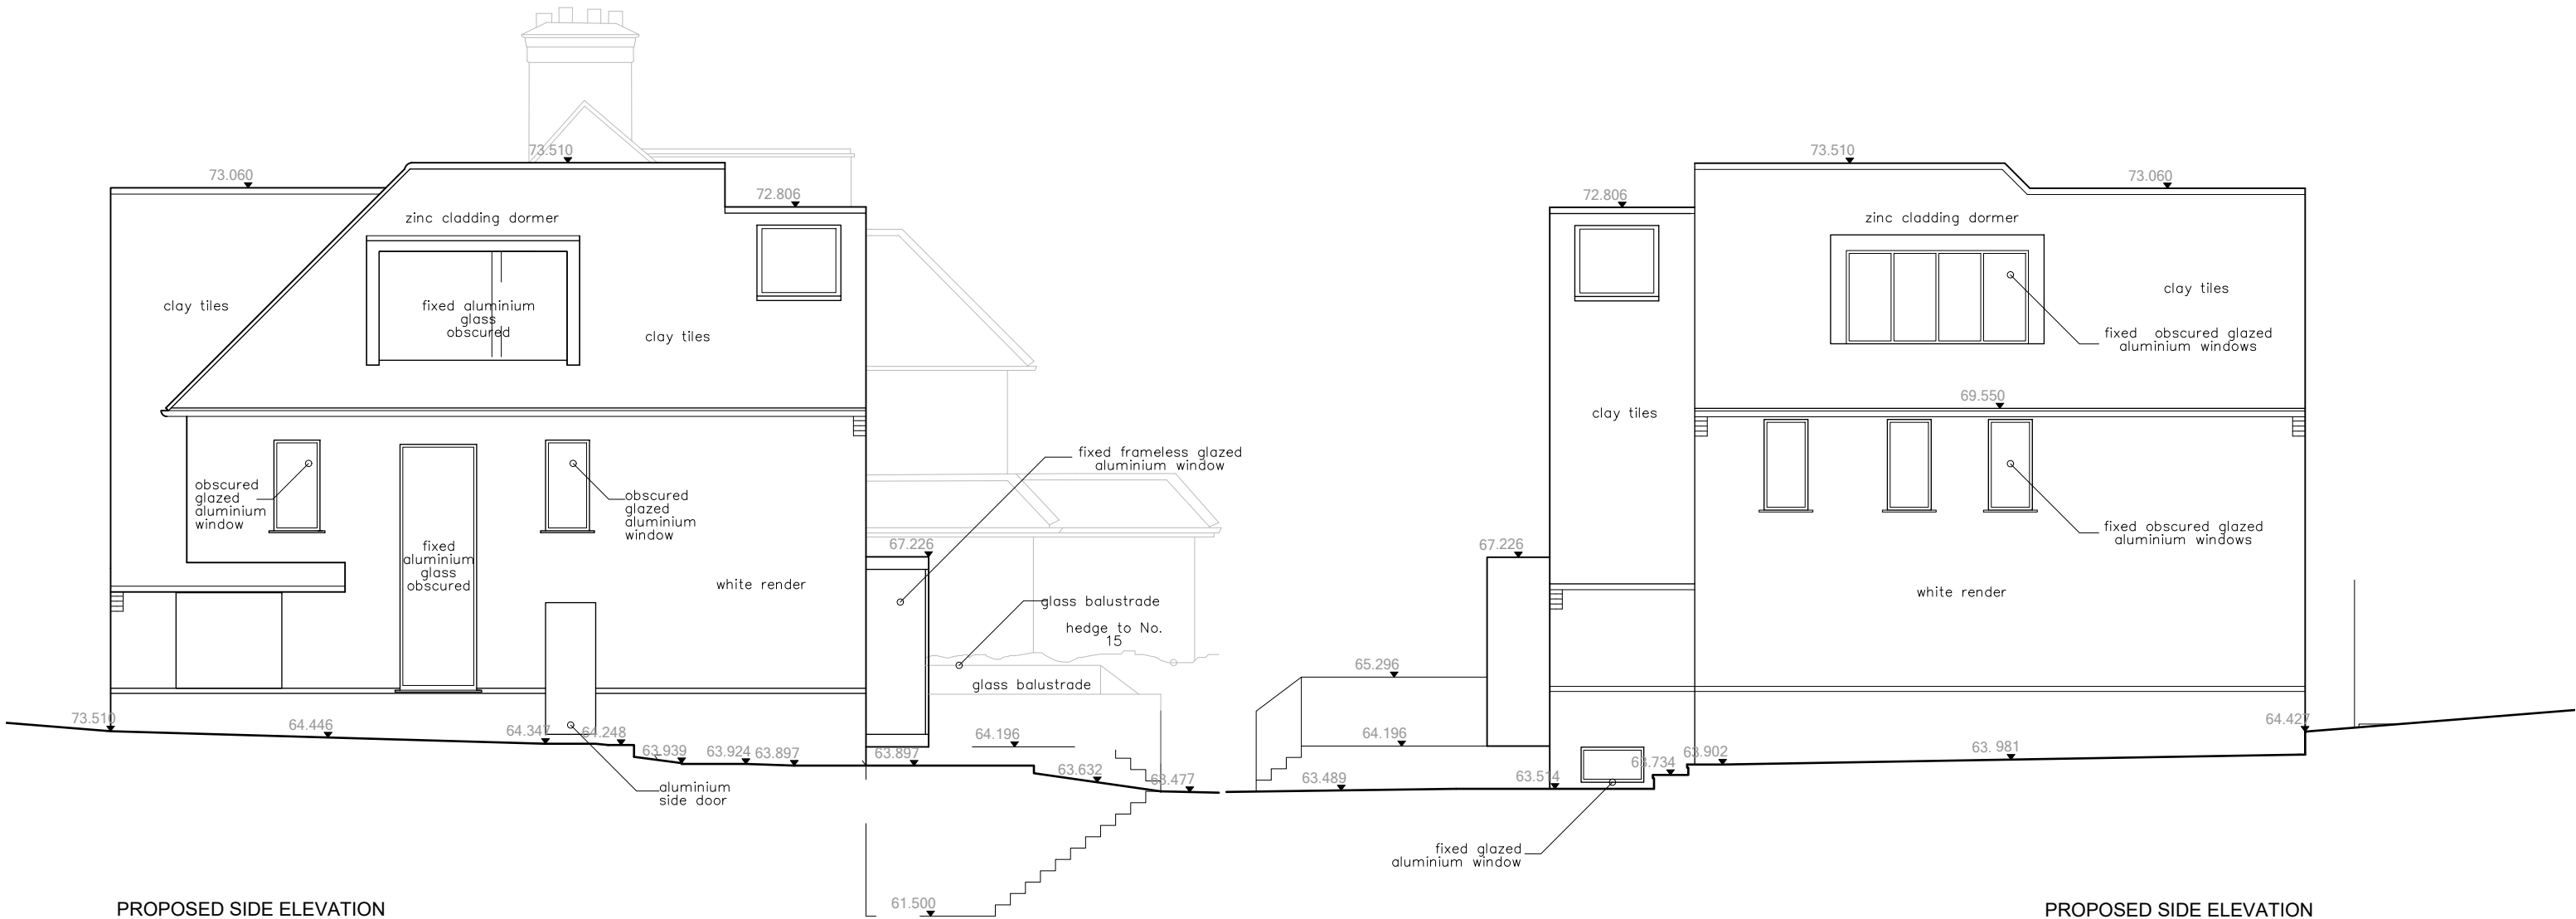 73.510
73.060
72.806
zinc cladding dormer
clay tiles
fixed aluminium
glass
obscured
clay tiles
obscured
glazed
aluminium
window
obscured
glazed
aluminium
window
fixed
aluminium
glass
obscured
white render
fixed frameless glazed
aluminium window
67.226
glass balustrade
hedge to No.
15
glass balustrade
73.510
64.446
64.347
64.248
63.939
63.924
63.897
63.897
64.196
63.632
63.477
aluminium
side door
61.500
PROPOSED SIDE ELEVATION
73.510
73.060
72.806
zinc cladding dormer
clay tiles
fixed obscured glazed
aluminium windows
69.550
clay tiles
fixed obscured glazed
aluminium windows
67.226
white render
65.296
64.196
64.427
63.489
63.514
63.734
63.902
63. 981
fixed glazed
aluminium window
PROPOSED SIDE ELEVATION